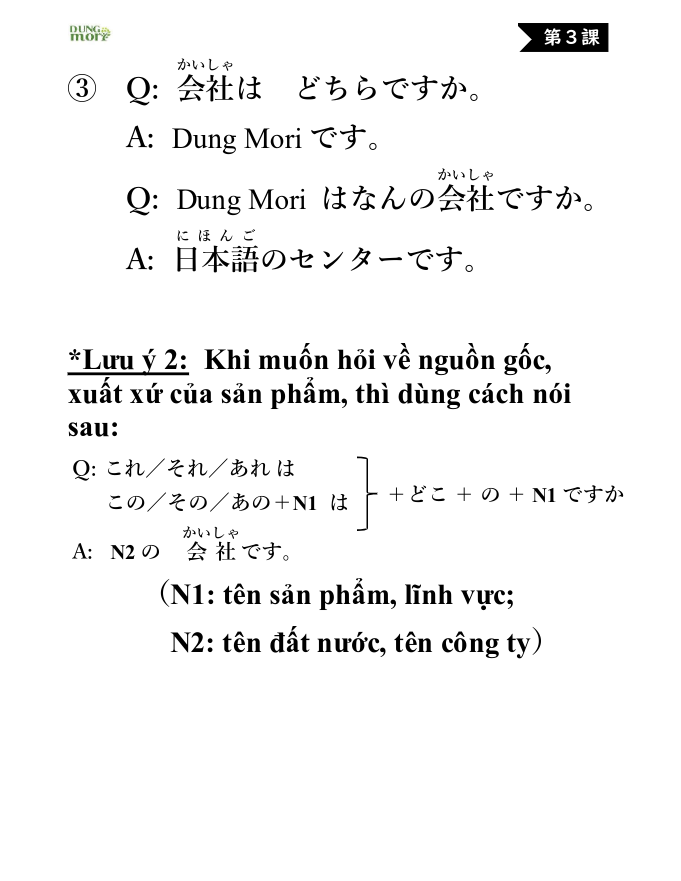 DUNG
mori
第３課
かいしゃ
③ Q: 会社は　どちらですか。
A: Dung Mori です。
かいしゃ
Q: Dung Mori はなんの会社ですか。
にほんご
A: 日本語のセンターです。
*Lưu ý 2: Khi muốn hỏi về nguồn gốc,
xuất xứ của sản phẩm, thì dùng cách nói
sau:
Q: これ／それ／あれ は
この／その／あの＋N1 は
＋どこ ＋ の ＋ N1 ですか
かいしゃ
A: N2 の　会 社 です。
（N1: tên sản phẩm, lĩnh vực;
N2: tên đất nước, tên công ty）